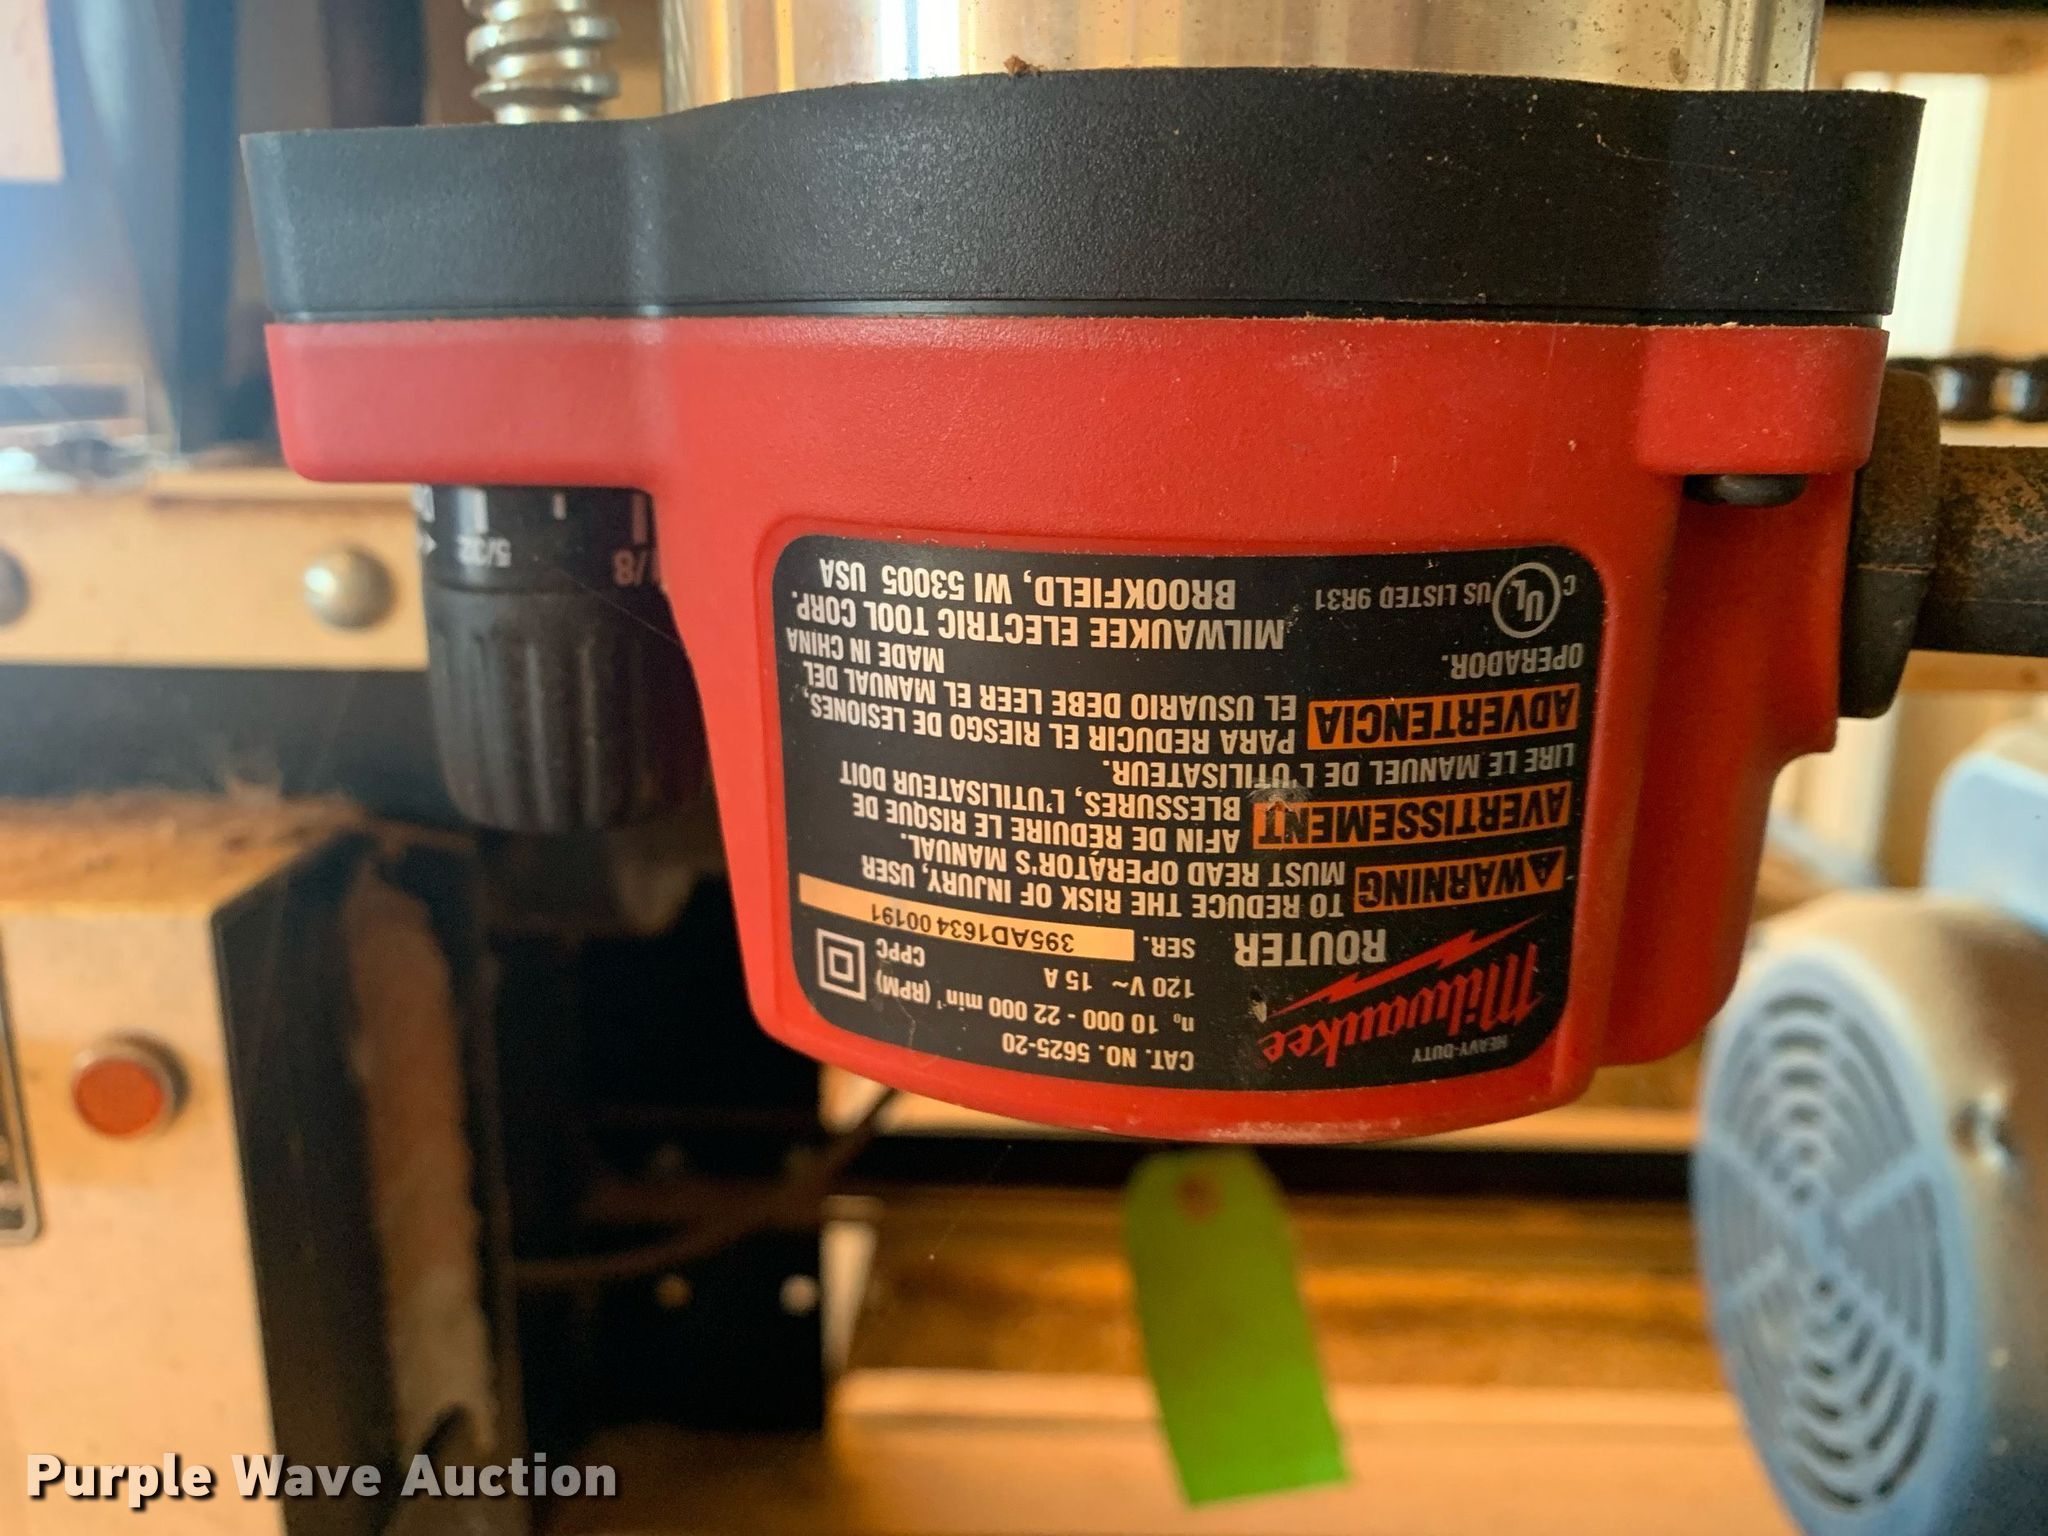 HEAVY-DUTY
Milwaukee
ROUTER
CAT. NO. 5625-20
n₀ 10 000 - 22 000 min⁻¹ (RPM)
120 V~ 15 A
CPPC
SER. 395AD1634 00191
WARNING TO REDUCE THE RISK OF INJURY, USER
MUST READ OPERATOR'S MANUAL.
AVERTISSEMENT AFIN DE RÉDUIRE LE RISQUE DE
BLESSURES, L'UTILISATEUR DOIT
LIRE LE MANUEL DE L'UTILISATEUR.
ADVERTENCIA PARA REDUCIR EL RIESGO DE LESIONES,
EL USUARIO DEBE LEER EL MANUAL DEL
OPERADOR.
MADE IN CHINA
C UL US LISTED 9R31
MILWAUKEE ELECTRIC TOOL CORP.
BROOKFIELD, WI 53005 USA
1/8
5/32
Purple Wave Auction